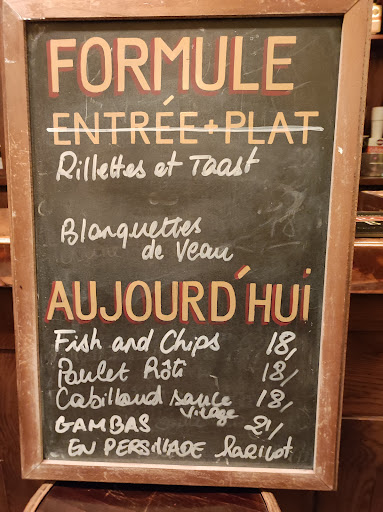 FORMULE
ENTRÉE+PLAT
Rillettes et Toast
Blanquettes
de Veau
AUJOURD'HUI
Fish and Chips 18,
Poulet Rôti 18,
Cabillaud sauce 18,
vierge
GAMBAS 21,
EN PERSILLADE Haricot